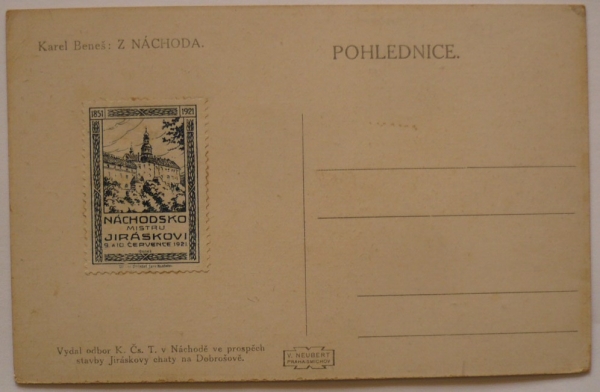 Karel Beneš: Z NÁCHODA.
POHLEDNICE.
1851 1921
NÁCHODSKO
MISTRU
JIRÁSKOVI
9. A 10. ČERVENCE 1921
Vydal odbor K. Čs. T. v Náchodě ve prospěch
stavby Jiráskovy chaty na Dobrošově.
V. NEUBERT
PRAHA SMÍCHOV